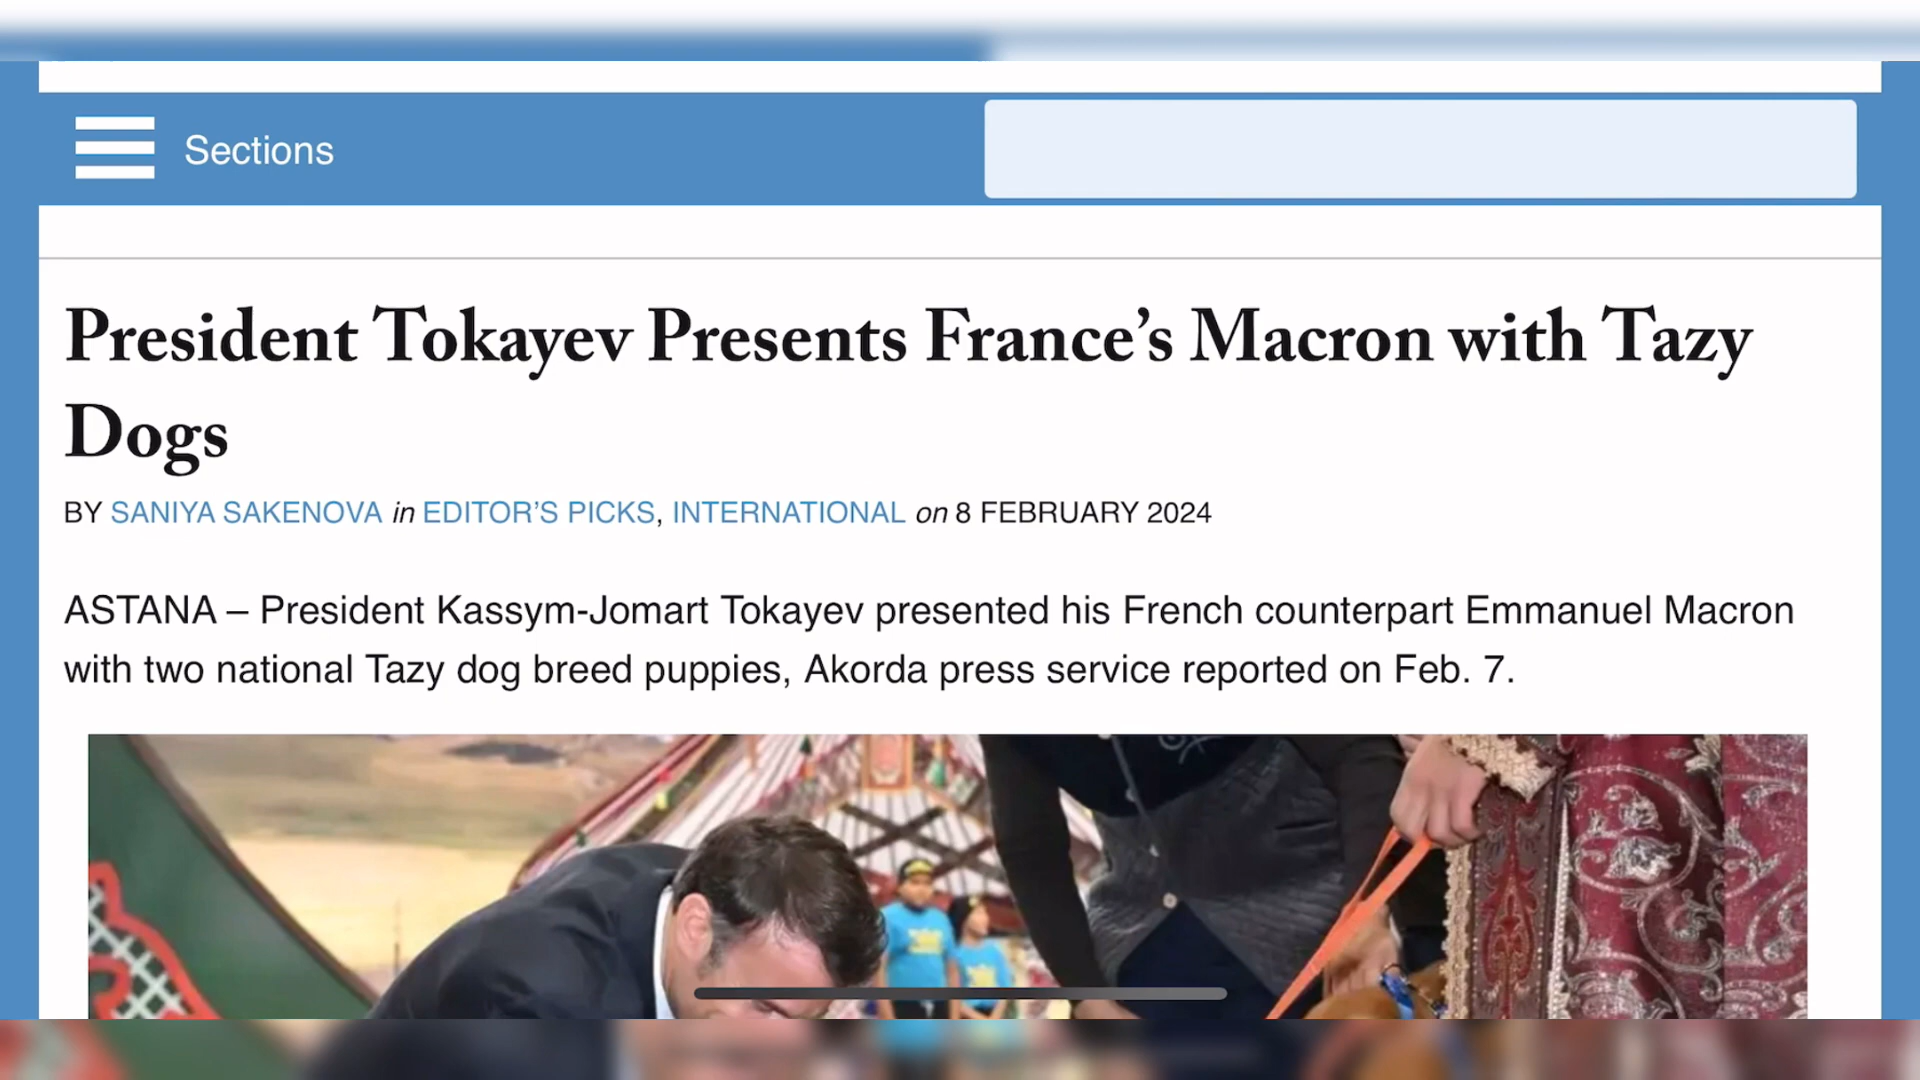 Sections
President Tokayev Presents France’s Macron with Tazy
Dogs
BY SANIYA SAKENOVA in EDITOR’S PICKS, INTERNATIONAL on 8 FEBRUARY 2024
ASTANA – President Kassym-Jomart Tokayev presented his French counterpart Emmanuel Macron
with two national Tazy dog breed puppies, Akorda press service reported on Feb. 7.